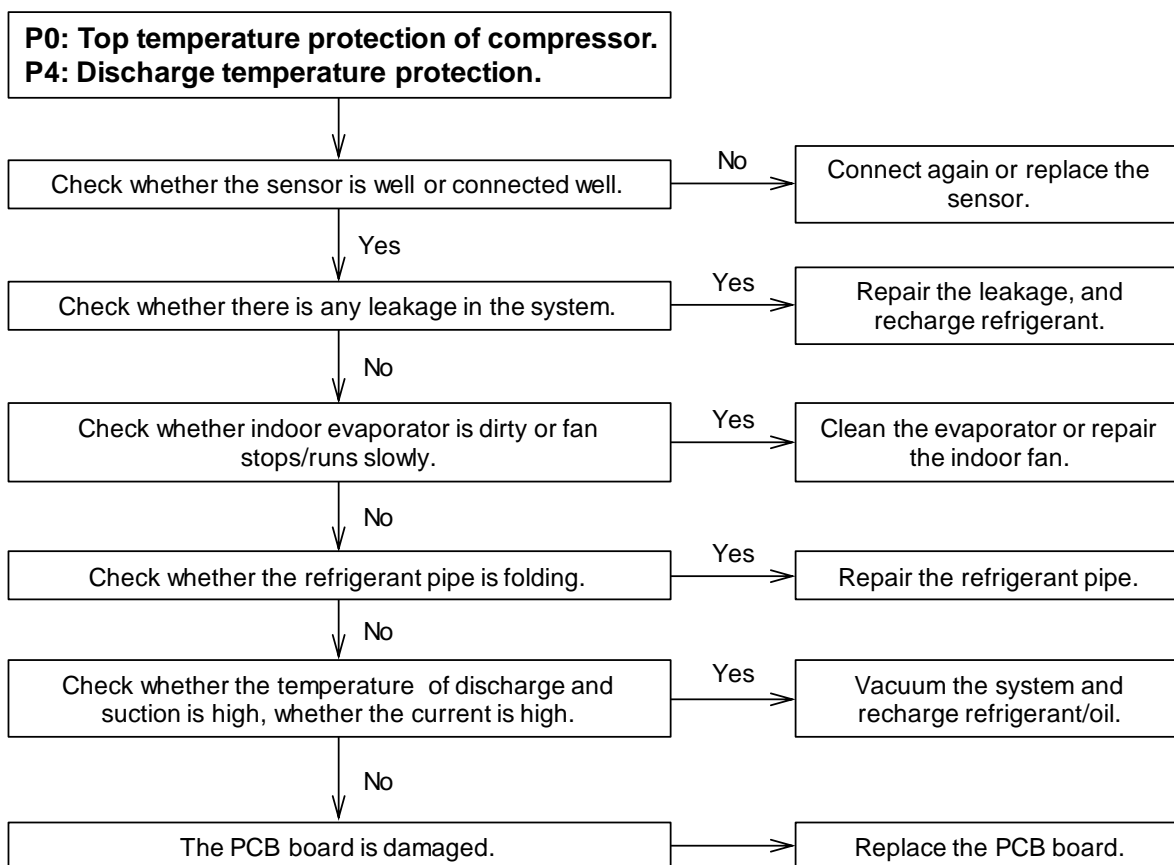 P0: Top temperature protection of compressor.
P4: Discharge temperature protection.
Check whether the sensor is well or connected well.
No
Connect again or replace the
sensor.
Yes
Check whether there is any leakage in the system.
Yes
Repair the leakage, and
recharge refrigerant.
No
Check whether indoor evaporator is dirty or fan
stops/runs slowly.
Yes
Clean the evaporator or repair
the indoor fan.
No
Check whether the refrigerant pipe is folding.
Yes
Repair the refrigerant pipe.
No
Check whether the temperature of discharge and
suction is high, whether the current is high.
Yes
Vacuum the system and
recharge refrigerant/oil.
No
The PCB board is damaged.
Replace the PCB board.